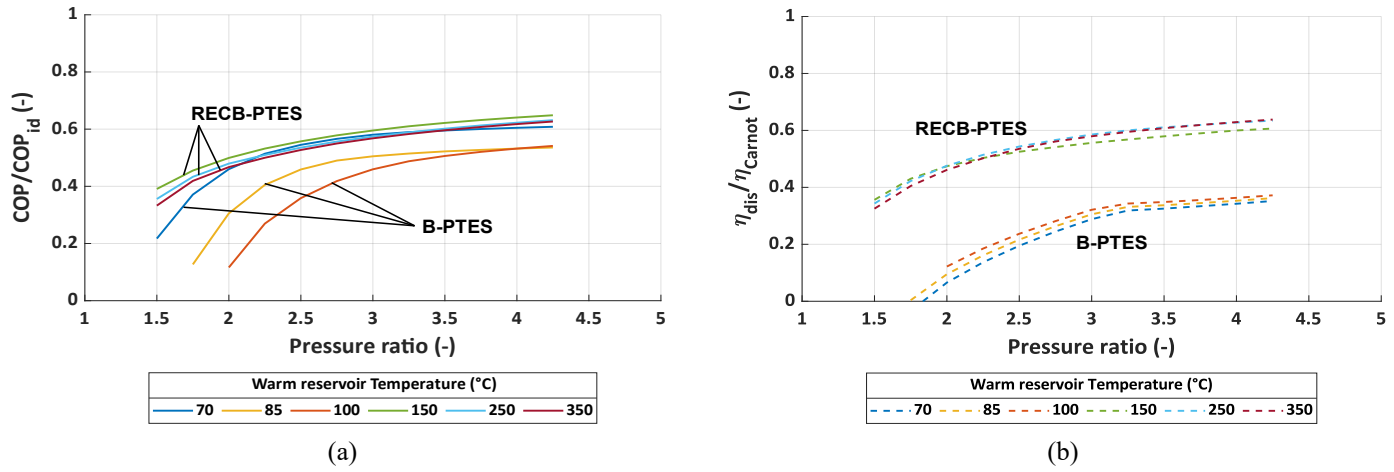 COP/COP_id (-)
1
0.8
0.6
0.4
0.2
0
RECB-PTES
B-PTES
1 1.5 2 2.5 3 3.5 4 4.5 5
Pressure ratio (-)
Warm reservoir Temperature (°C)
70 85 100 150 250 350
(a)
η_dis/η_Carnot (-)
1
0.8
0.6
0.4
0.2
0
RECB-PTES
B-PTES
1 1.5 2 2.5 3 3.5 4 4.5 5
Pressure ratio (-)
Warm reservoir Temperature (°C)
70 85 100 150 250 350
(b)